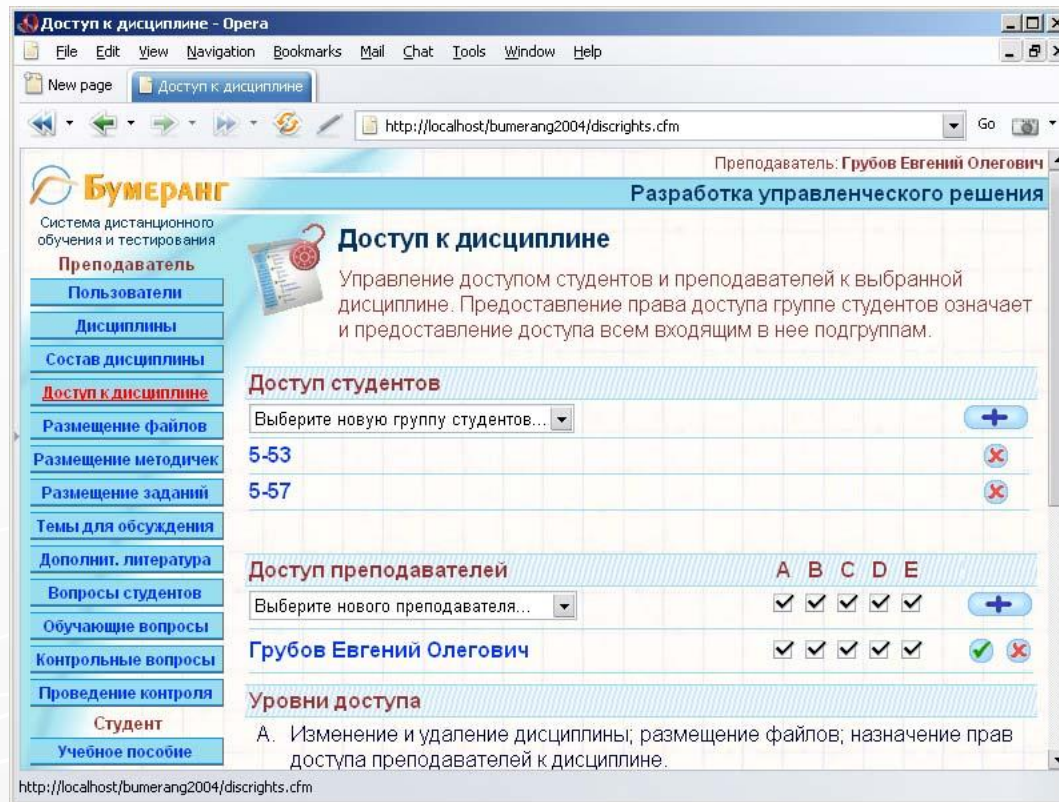 Доступ к дисциплине - Opera
File Edit View Navigation Bookmarks Mail Chat Tools Window Help
New page Доступ к дисциплине
http://localhost/bumerang2004/discrights.cfm Go
Преподаватель: Грубов Евгений Олегович
Бумеранг
Разработка управленческого решения
Система дистанционного
обучения и тестирования
Преподаватель
Пользователи
Дисциплины
Состав дисциплины
Доступ к дисциплине
Размещение файлов
Размещение методичек
Размещение заданий
Темы для обсуждения
Дополнит. литература
Вопросы студентов
Обучающие вопросы
Контрольные вопросы
Проведение контроля
Студент
Учебное пособие
Доступ к дисциплине
Управление доступом студентов и преподавателей к выбранной
дисциплине. Предоставление права доступа группе студентов означает
и предоставление доступа всем входящим в нее подгруппам.
Доступ студентов
Выберите новую группу студентов...
5-53
5-57
Доступ преподавателей A B C D E
Выберите нового преподавателя...
Грубов Евгений Олегович
Уровни доступа
A. Изменение и удаление дисциплины; размещение файлов; назначение прав
доступа преподавателей к дисциплине.
http://localhost/bumerang2004/discrights.cfm